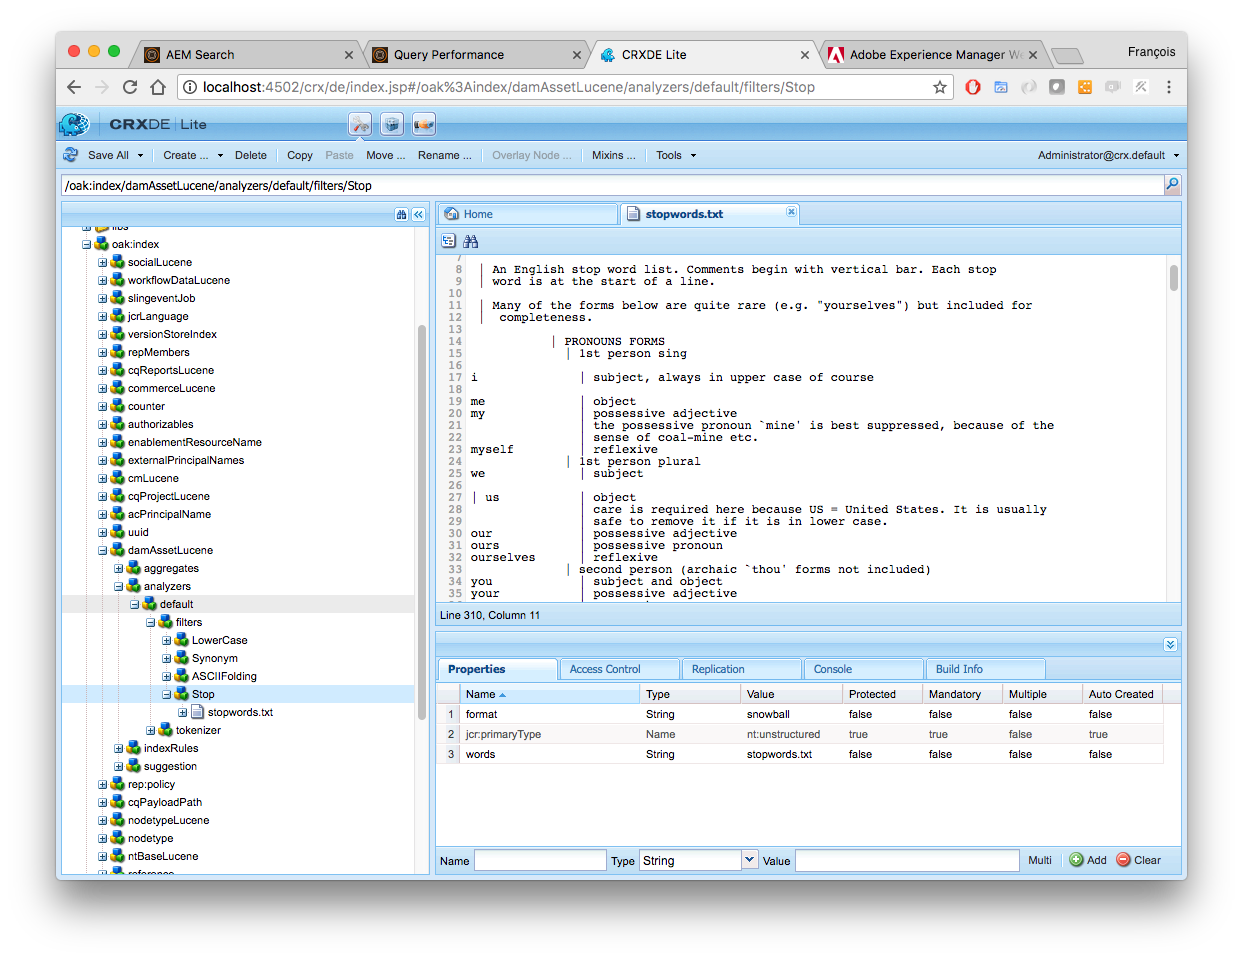 AEM Search
Query Performance
CRXDE Lite
Adobe Experience Manager We
François
localhost:4502/crx/de/index.jsp#/oak%3Aindex/damAssetLucene/analyzers/default/filters/Stop
CRXDE | Lite
Save All
Create ...
Delete
Copy
Paste
Move ...
Rename ...
Overlay Node ...
Mixins ...
Tools
Administrator@crx.default
/oak:index/damAssetLucene/analyzers/default/filters/Stop
libs
oak:index
socialLucene
workflowDataLucene
slingeventJob
jcrLanguage
versionStoreIndex
repMembers
cqReportsLucene
commerceLucene
counter
authorizables
enablementResourceName
externalPrincipalNames
cmLucene
cqProjectLucene
acPrincipalName
uuid
damAssetLucene
aggregates
analyzers
default
filters
LowerCase
Synonym
ASCIIFolding
Stop
stopwords.txt
tokenizer
indexRules
suggestion
rep:policy
cqPayloadPath
nodetypeLucene
nodetype
ntBaseLucene
reference
Home
stopwords.txt
7
8 | An English stop word list. Comments begin with vertical bar. Each stop
9 | word is at the start of a line.
10
11 | Many of the forms below are quite rare (e.g. "yourselves") but included for
12 | completeness.
13
14 | PRONOUNS FORMS
15 | 1st person sing
16
17 i | subject, always in upper case of course
18
19 me | object
20 my | possessive adjective
21 | the possessive pronoun `mine' is best suppressed, because of the
22 | sense of coal-mine etc.
23 myself | reflexive
24 | 1st person plural
25 we | subject
26
27 | us | object
28 | care is required here because US = United States. It is usually
29 | safe to remove it if it is in lower case.
30 our | possessive adjective
31 ours | possessive pronoun
32 ourselves | reflexive
33 | second person (archaic `thou' forms not included)
34 you | subject and object
35 your | possessive adjective
Line 310, Column 11
Properties
Access Control
Replication
Console
Build Info
Name Type Value Protected Mandatory Multiple Auto Created
1 format String snowball false false false false
2 jcr:primaryType Name nt:unstructured true true false true
3 words String stopwords.txt false false false false
Name
Type String
Value
Multi
Add
Clear